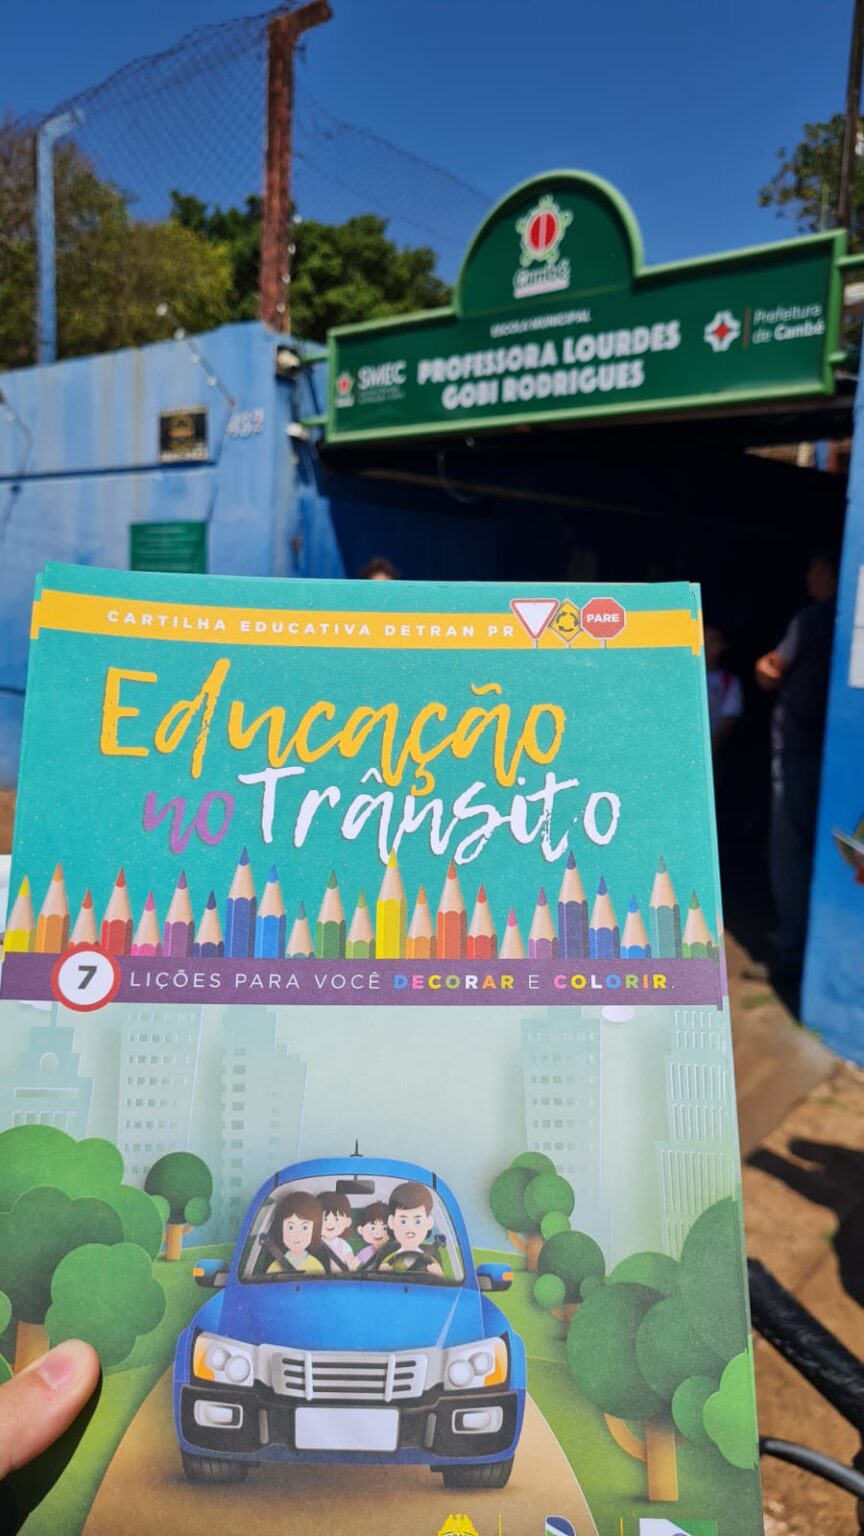 Cambé
ESCOLA MUNICIPAL
SMEC
PROFESSORA LOURDES
GOBI RODRIGUES
Prefeitura
de Cambé
452
CARTILHA EDUCATIVA DETRAN PR
PARE
Educação
no Trânsito
7 LIÇÕES PARA VOCÊ DECORAR E COLORIR.